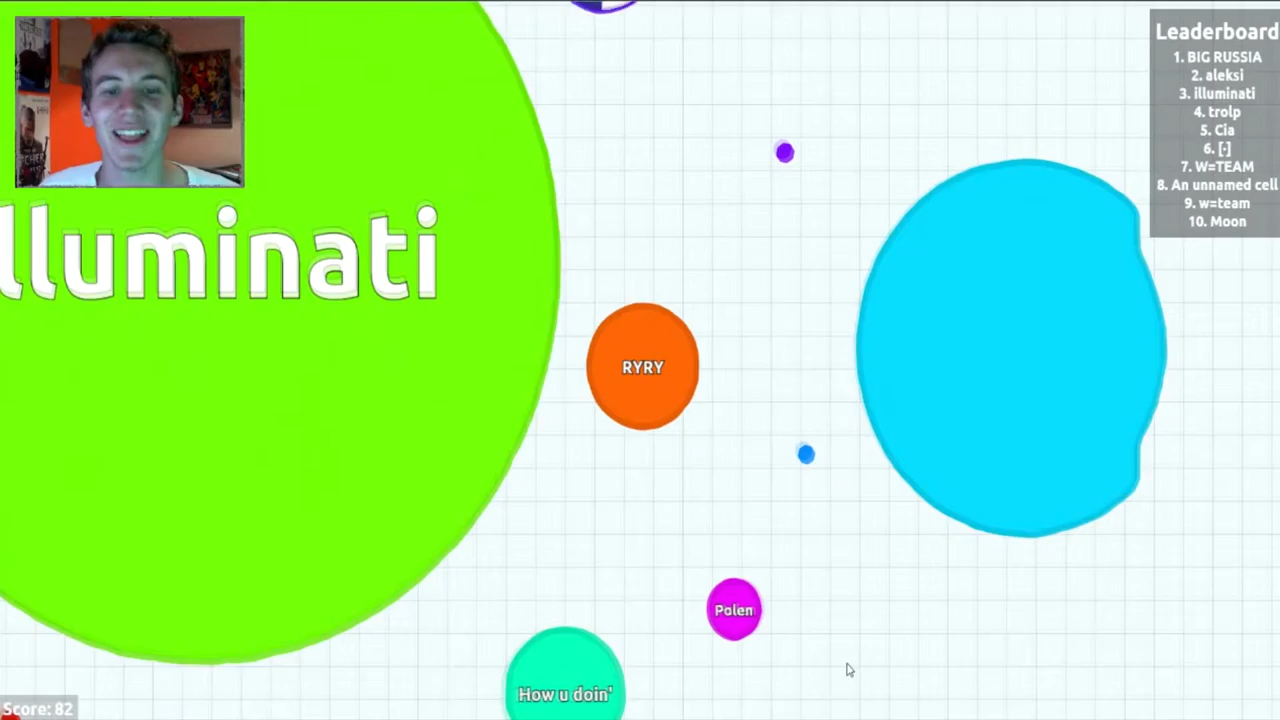 Leaderboard
1. BIG RUSSIA
2. aleksi
3. illuminati
4. trolp
5. Cia
6. [·]
7. W=TEAM
8. An unnamed cell
9. w=team
10. Moon
lluminati
RYRY
Polen
How u doin'
Score: 82